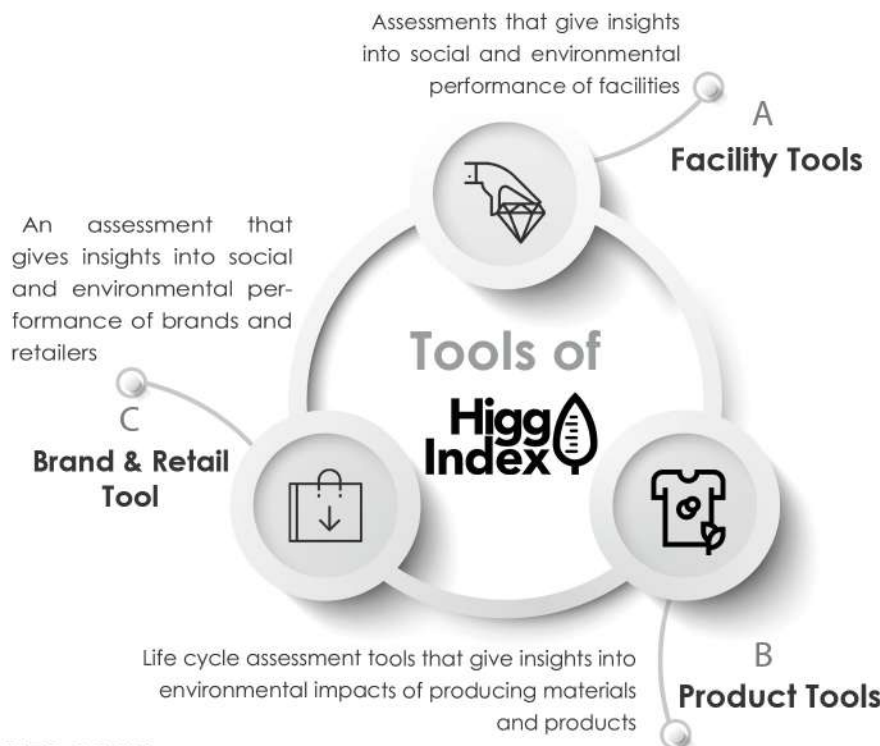 Assessments that give insights
into social and environmental
performance of facilities
A
Facility Tools
An assessment that
gives insights into social
and environmental per-
formance of brands and
retailers
C
Brand & Retail
Tool
Tools of
Higg
Index
Life cycle assessment tools that give insights into
environmental impacts of producing materials
and products
B
Product Tools